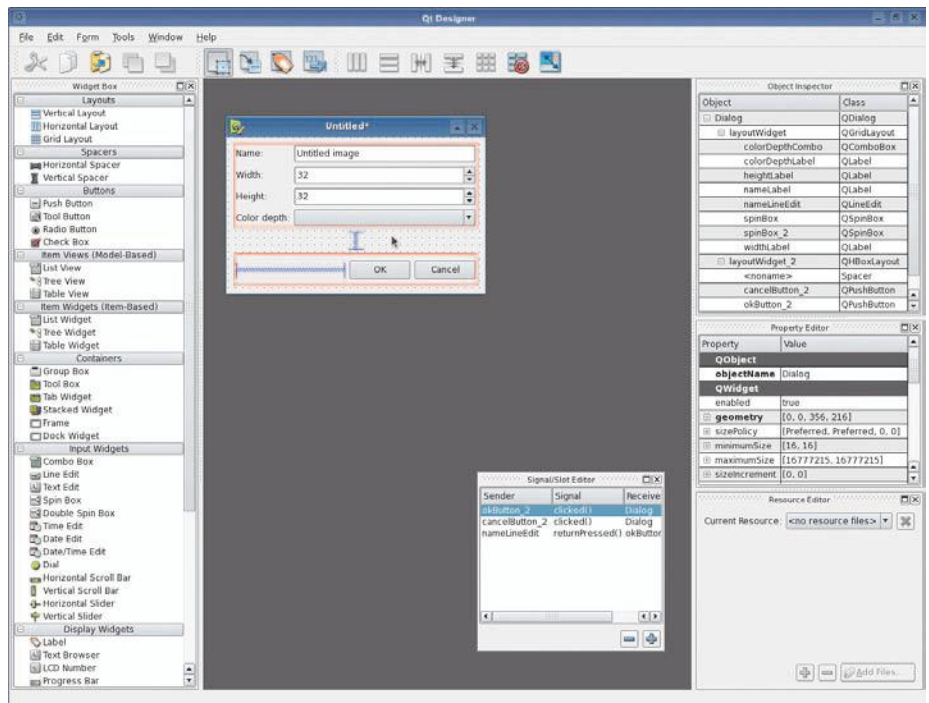 Qt Designer
File Edit Form Tools Window Help
Widget Box
Layouts
Vertical Layout
Horizontal Layout
Grid Layout
Spacers
Horizontal Spacer
Vertical Spacer
Buttons
Push Button
Tool Button
Radio Button
Check Box
Item Views (Model-Based)
List View
Tree View
Table View
Item Widgets (Item-Based)
List Widget
Tree Widget
Table Widget
Containers
Group Box
Tool Box
Tab Widget
Stacked Widget
Frame
Dock Widget
Input Widgets
Combo Box
Line Edit
Text Edit
Spin Box
Double Spin Box
Time Edit
Date Edit
Date/Time Edit
Dial
Horizontal Scroll Bar
Vertical Scroll Bar
Horizontal Slider
Vertical Slider
Display Widgets
Label
Text Browser
LCD Number
Progress Bar
Untitled*
Name: Untitled image
Width: 32
Height: 32
Color depth:
OK Cancel
Signal/Slot Editor
Sender Signal Receive
okButton_2 clicked() Dialog
cancelButton_2 clicked() Dialog
nameLineEdit returnPressed() okButton
Object Inspector
Object Class
Dialog QDialog
layoutWidget QGridLayout
colorDepthCombo QComboBox
colorDepthLabel QLabel
heightLabel QLabel
nameLabel QLabel
nameLineEdit QLineEdit
spinBox QSpinBox
spinBox_2 QSpinBox
widthLabel QLabel
layoutWidget_2 QHBoxLayout
<noname> Spacer
cancelButton_2 QPushButton
okButton_2 QPushButton
Property Editor
Property Value
QObject
objectName Dialog
QWidget
enabled true
geometry [0, 0, 356, 216]
sizePolicy [Preferred, Preferred, 0, 0]
minimumSize [16, 16]
maximumSize [16777215, 16777215]
sizeIncrement [0, 0]
Resource Editor
Current Resource: <no resource files>
Add Files...